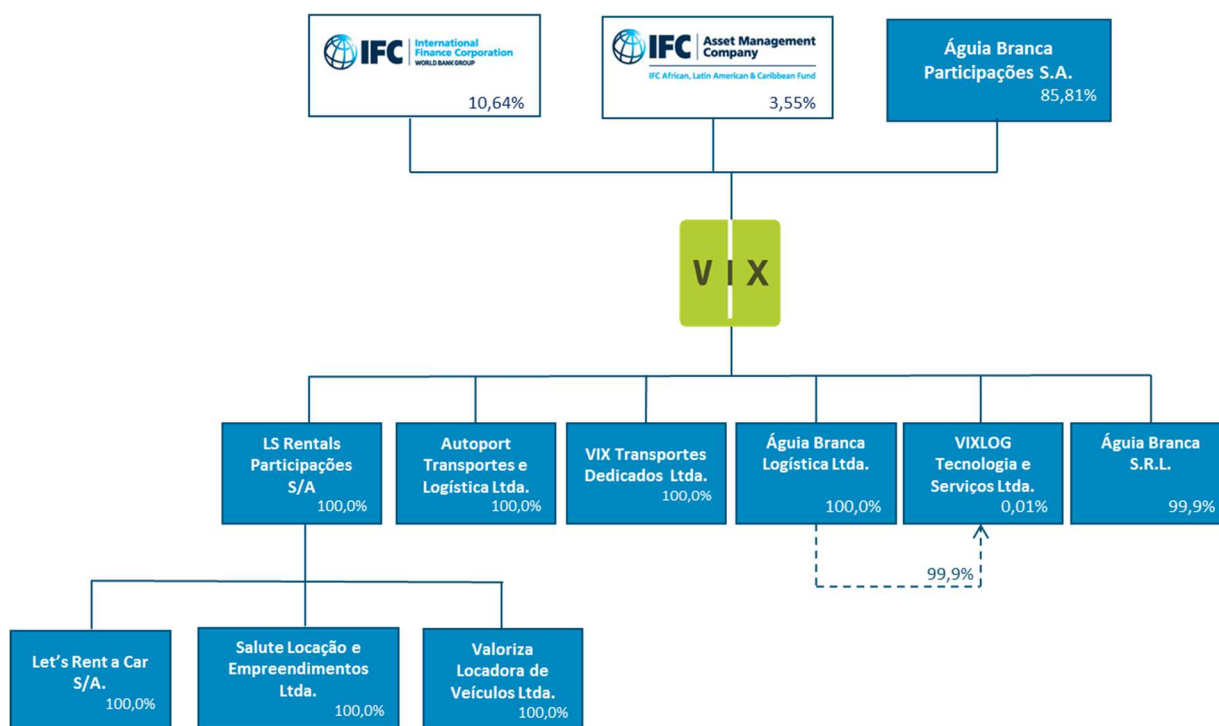 IFC
International
Finance Corporation
WORLD BANK GROUP
10,64%
IFC
Asset Management
Company
IFC African, Latin American & Caribbean Fund
3,55%
Águia Branca
Participações S.A.
85,81%
VIX
LS Rentals
Participações
S/A
100,0%
Autoport
Transportes e
Logística Ltda.
100,0%
VIX Transportes
Dedicados Ltda.
100,0%
Águia Branca
Logística Ltda.
100,0%
VIXLOG
Tecnologia e
Serviços Ltda.
0,01%
Águia Branca
S.R.L.
99,9%
99,9%
Let's Rent a Car
S/A.
100,0%
Salute Locação e
Empreendimentos
Ltda.
100,0%
Valoriza
Locadora de
Veículos Ltda.
100,0%